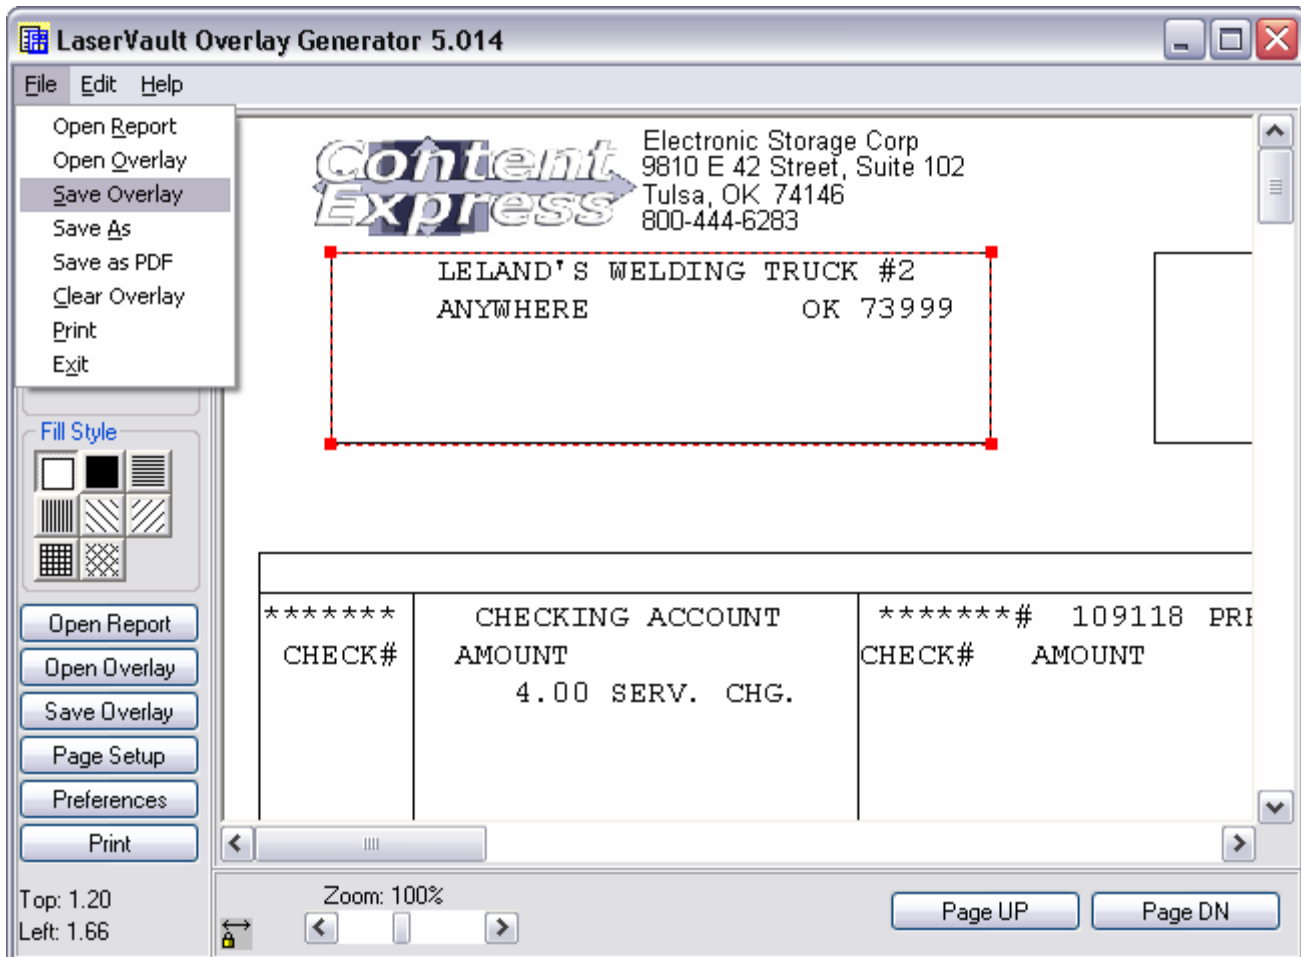 LaserVault Overlay Generator 5.014
File Edit Help
Open Report
Open Overlay
Save Overlay
Save As
Save as PDF
Clear Overlay
Print
Exit
Content
Express
Electronic Storage Corp
9810 E 42 Street, Suite 102
Tulsa, OK 74146
800-444-6283
LELAND'S WELDING TRUCK #2
ANYWHERE OK 73999
Fill Style
******* CHECKING ACCOUNT *******# 109118
CHECK# AMOUNT CHECK# AMOUNT
4.00 SERV. CHG.
Open Report
Open Overlay
Save Overlay
Page Setup
Preferences
Print
Top: 1.20
Left: 1.66
Zoom: 100%
Page UP
Page DN